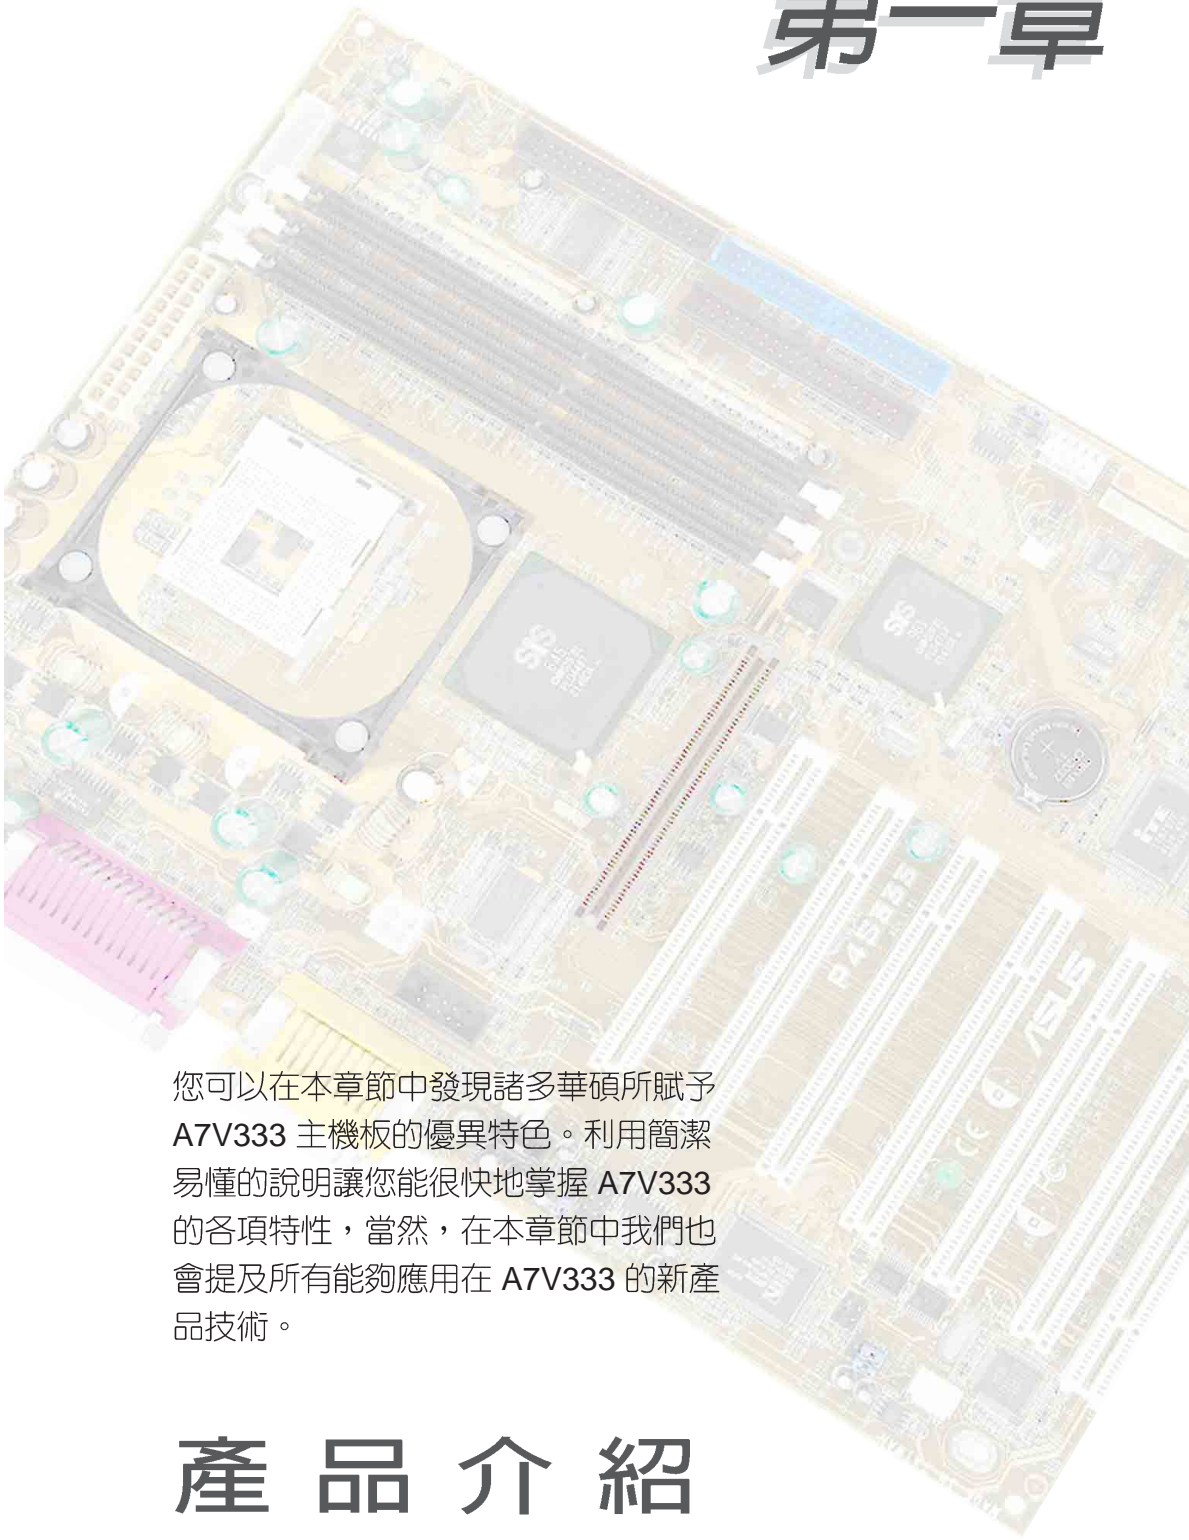 第一章
SiS
SiS
P4S333
ASUS
您可以在本章節中發現諸多華碩所賦予
A7V333 主機板的優異特色。利用簡潔
易懂的說明讓您能很快地掌握 A7V333
的各項特性，當然，在本章節中我們也
會提及所有能夠應用在 A7V333 的新產
品技術。
產品介紹